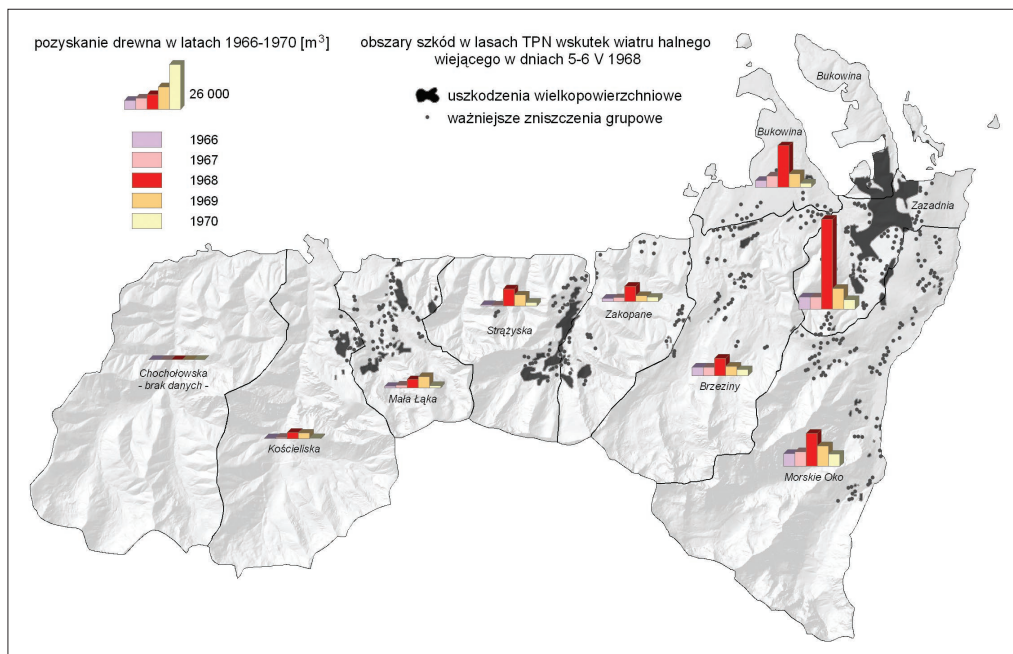 pozyskanie drewna w latach 1966-1970 [m³]
26 000
1966
1967
1968
1969
1970
obszary szkód w lasach TPN wskutek wiatru halnego
wiejącego w dniach 5-6 V 1968
uszkodzenia wielkopowierzchniowe
ważniejsze zniszczenia grupowe
Bukowina
Bukowina
Zazadnia
Zakopane
Strążyska
Chochołowska
- brak danych -
Mała Łąka
Brzeziny
Kościeliska
Morskie Oko